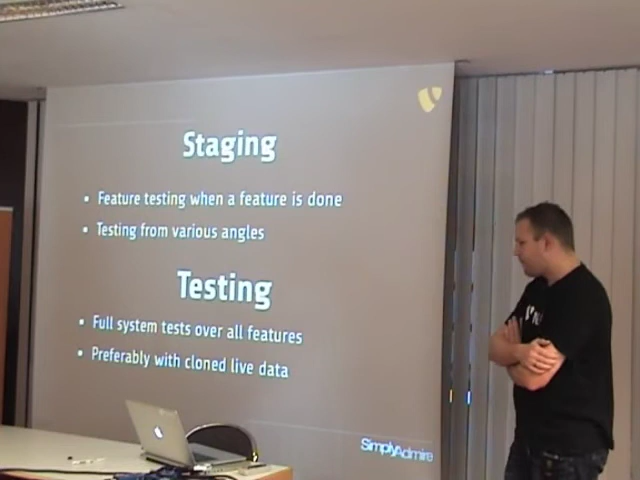 Staging
• Feature testing when a feature is done
• Testing from various angles
Testing
• Full system tests over all features
• Preferably with cloned live data
SimplyAdmire